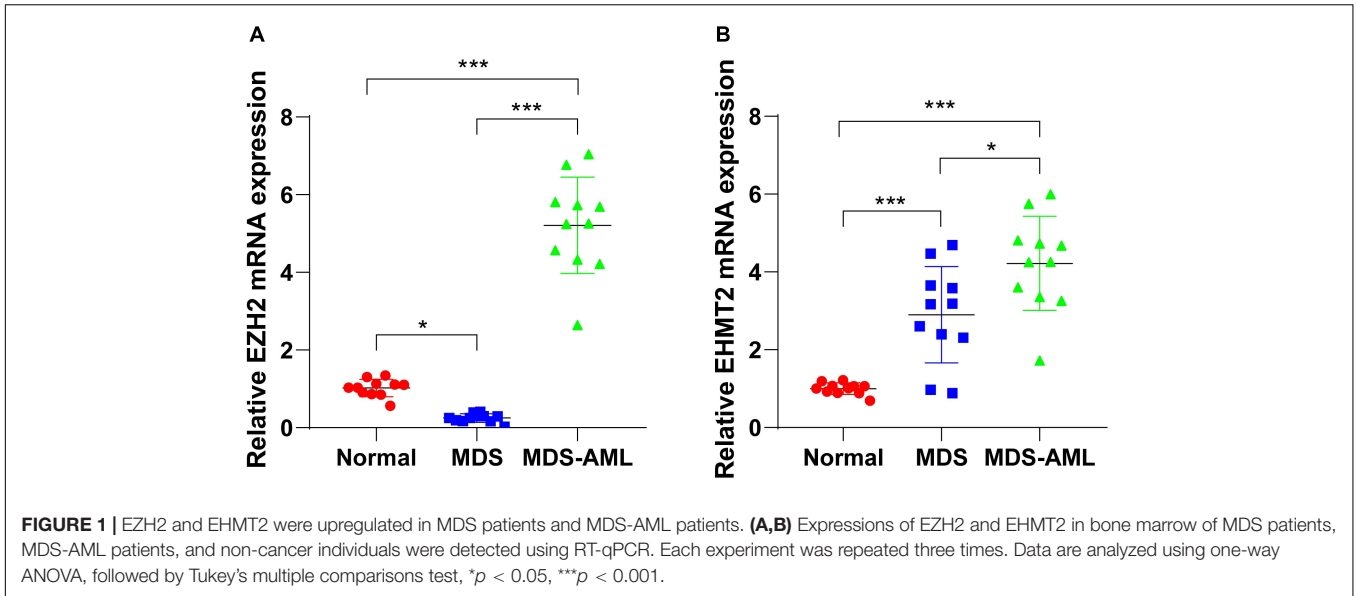 A
Relative EZH2 mRNA expression
***
***
*
8
6
4
2
0
Normal MDS MDS-AML
B
Relative EHMT2 mRNA expression
***
*
***
8
6
4
2
0
Normal MDS MDS-AML
FIGURE 1 | EZH2 and EHMT2 were upregulated in MDS patients and MDS-AML patients. (A,B) Expressions of EZH2 and EHMT2 in bone marrow of MDS patients,
MDS-AML patients, and non-cancer individuals were detected using RT-qPCR. Each experiment was repeated three times. Data are analyzed using one-way
ANOVA, followed by Tukey's multiple comparisons test, *p < 0.05, ***p < 0.001.